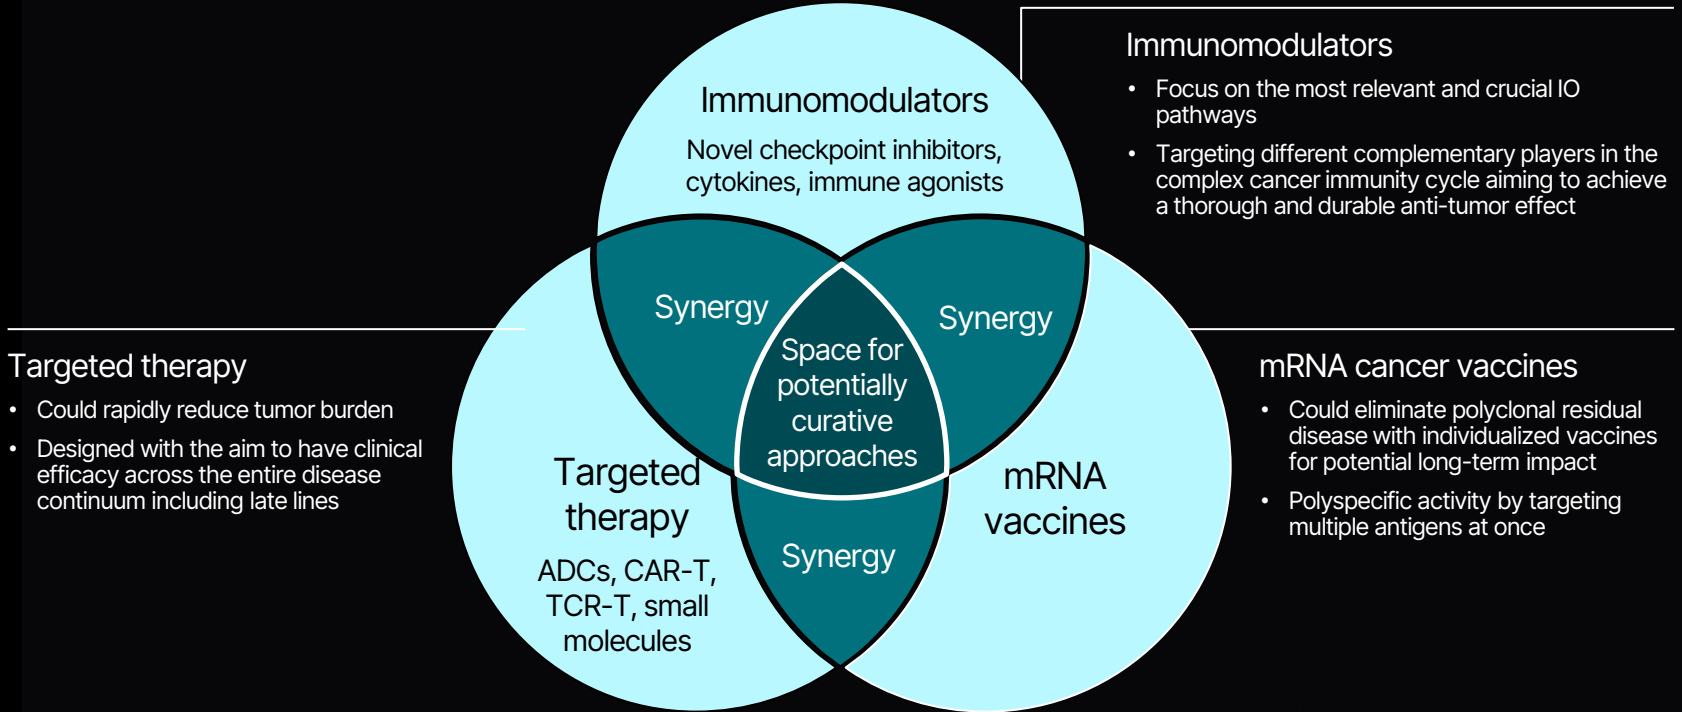 Immunomodulators
Novel checkpoint inhibitors,
cytokines, immune agonists
Immunomodulators
• Focus on the most relevant and crucial IO
pathways
• Targeting different complementary players in the
complex cancer immunity cycle aiming to achieve
a thorough and durable anti-tumor effect
Synergy
Synergy
Space for
potentially
curative
approaches
Targeted therapy
• Could rapidly reduce tumor burden
• Designed with the aim to have clinical
efficacy across the entire disease
continuum including late lines
Targeted
therapy
ADCs, CAR-T,
TCR-T, small
molecules
Synergy
mRNA
vaccines
mRNA cancer vaccines
• Could eliminate polyclonal residual
disease with individualized vaccines
for potential long-term impact
• Polyspecific activity by targeting
multiple antigens at once